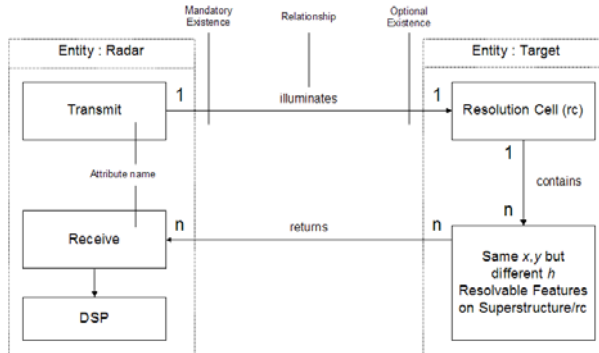 Mandatory
Existence
Relationship
Optional
Existence
Entity : Radar
Entity : Target
Transmit
1
illuminates
1
Resolution Cell (rc)
1
contains
Attribute name
n
Receive
n
returns
n
Same x,y but
different h
Resolvable Features
on Superstructure/rc
DSP